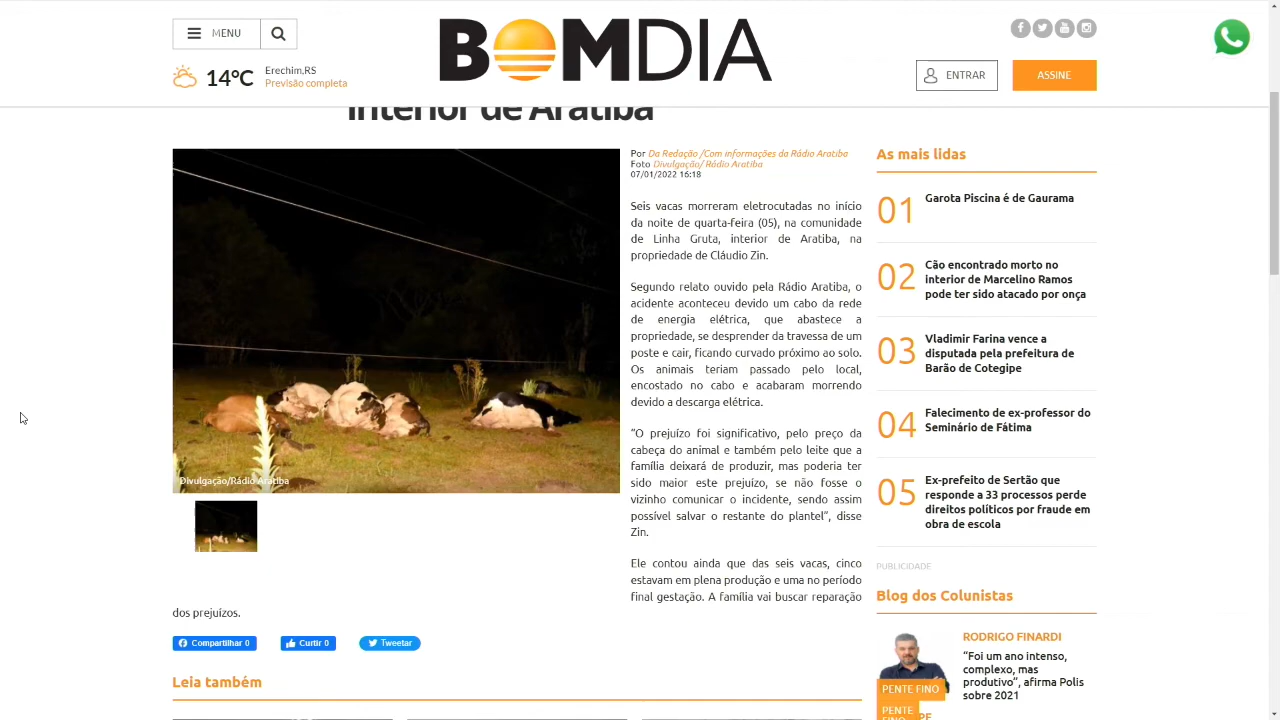 MENU
BOMDIA
14°C
Erechim,RS
Previsão completa
ENTRAR
ASSINE
Interior de Aratiba
Por Da Redação /Com informações da Rádio Aratiba
Foto Divulgação/ Rádio Aratiba
07/01/2022 16:18
Seis vacas morreram eletrocutadas no início
da noite de quarta-feira (05), na comunidade
de Linha Gruta, interior de Aratiba, na
propriedade de Cláudio Zin.
Segundo relato ouvido pela Rádio Aratiba, o
acidente aconteceu devido um cabo da rede
de energia elétrica, que abastece a
propriedade, se desprender da travessa de um
poste e cair, ficando curvado próximo ao solo.
Os animais teriam passado pelo local,
encostado no cabo e acabaram morrendo
devido a descarga elétrica.
"O prejuízo foi significativo, pelo preço da
cabeça do animal e também pelo leite que a
família deixará de produzir, mas poderia ter
sido maior este prejuízo, se não fosse o
vizinho comunicar o incidente, sendo assim
possível salvar o restante do plantel", disse
Zin.
Ele contou ainda que das seis vacas, cinco
estavam em plena produção e uma no período
final gestação. A família vai buscar reparação
dos prejuízos.
Divulgação/Rádio Aratiba
Compartilhar 0
Curtir 0
Tweetar
Leia também
As mais lidas
01
Garota Piscina é de Gaurama
02
Cão encontrado morto no
interior de Marcelino Ramos
pode ter sido atacado por onça
03
Vladimir Farina vence a
disputada pela prefeitura de
Barão de Cotegipe
04
Falecimento de ex-professor do
Seminário de Fátima
05
Ex-prefeito de Sertão que
responde a 33 processos perde
direitos políticos por fraude em
obra de escola
PUBLICIDADE
Blog dos Colunistas
RODRIGO FINARDI
"Foi um ano intenso,
complexo, mas
produtivo", afirma Polis
sobre 2021
PENTE FINO
PENTE
FINO